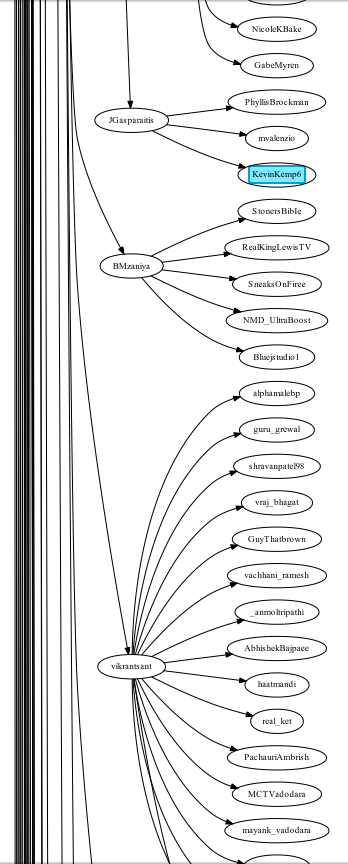 NicoleKBake
GabeMyren
PhyllisBrockman
JGasparaitis
mvalenzio
KevinKemp6
StonersBible
RealKingLewisTV
BMzaniya
SneaksOnFiree
NMD_UltraBoost
Bluejstudio1
alphamalebp
guru_grewal
shravanpatel98
vraj_bhagat
GuyThatbrown
vachhani_ramesh
_anmoltripathi
AbhishekBajpaee
vikrantsant
haatmandi
real_ket
PachauriAmbrish
MCTVadodara
mayank_vadodara